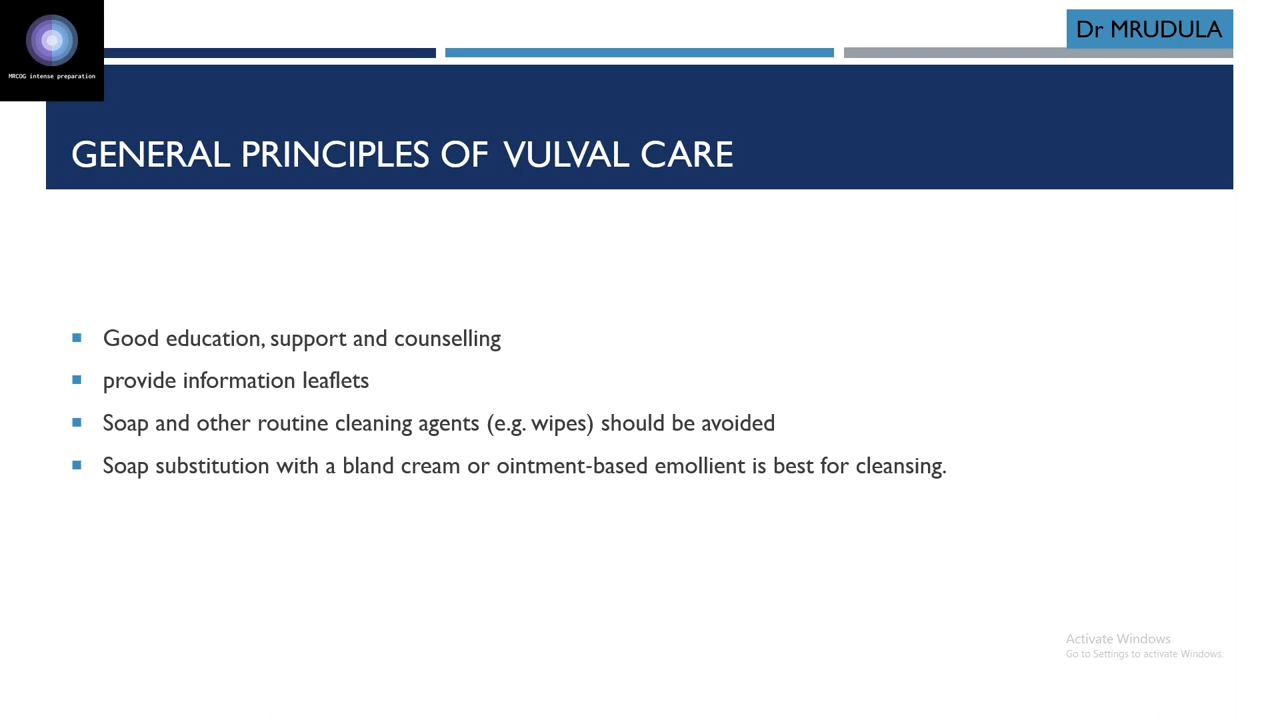 MRCOG intense preparation
Dr MRUDULA
GENERAL PRINCIPLES OF VULVAL CARE
Good education, support and counselling
provide information leaflets
Soap and other routine cleaning agents (e.g. wipes) should be avoided
Soap substitution with a bland cream or ointment-based emollient is best for cleansing.
Activate Windows
Go to Settings to activate Windows.